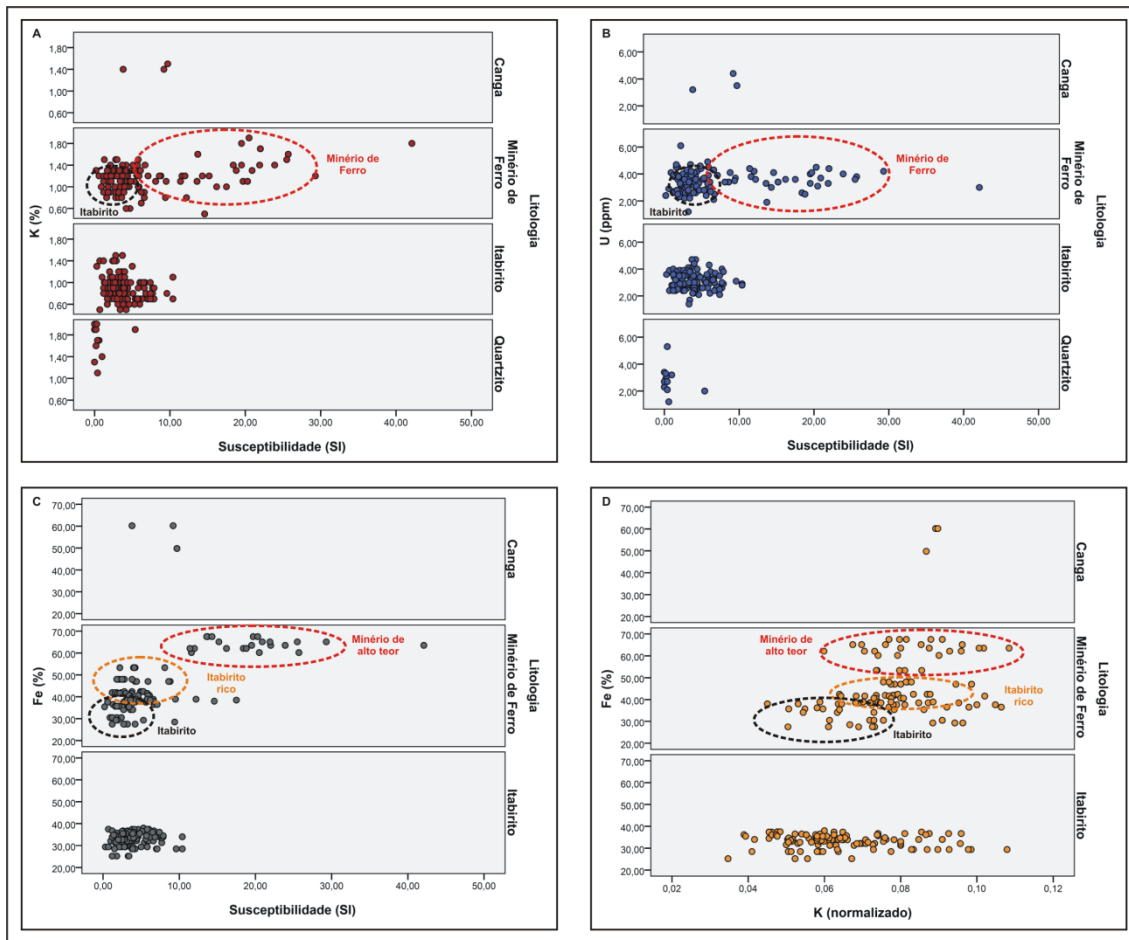 A
1,80
1,40
1,00
0,60
Canga
1,80
1,40
1,00
0,60
Minério de
Ferro
Itabirito
Minério de
Ferro
1,80
1,40
1,00
0,60
Itabirito
1,80
1,40
1,00
0,60
Quartzito
K (%)
Litologia
0,00 10,00 20,00 30,00 40,00 50,00
Susceptibilidade (SI)
B
6,00
4,00
2,00
Canga
6,00
4,00
2,00
Minério de
Ferro
Itabirito
Minério de
Ferro
6,00
4,00
2,00
Itabirito
6,00
4,00
2,00
Quartzito
U (ppm)
Litologia
0,00 10,00 20,00 30,00 40,00 50,00
Susceptibilidade (SI)
C
70,00
60,00
50,00
40,00
30,00
20,00
Canga
70,00
60,00
50,00
40,00
30,00
20,00
Minério de
alto teor
Itabirito
rico
Itabirito
Minério de Ferro
70,00
60,00
50,00
40,00
30,00
20,00
Itabirito
Fe (%)
Litologia
0,00 10,00 20,00 30,00 40,00 50,00
Susceptibilidade (SI)
D
70,00
60,00
50,00
40,00
30,00
20,00
Canga
70,00
60,00
50,00
40,00
30,00
20,00
Minério de
alto teor
Itabirito
rico
Itabirito
Minério de Ferro
70,00
60,00
50,00
40,00
30,00
20,00
Itabirito
Fe (%)
Litologia
0,02 0,04 0,06 0,08 0,10 0,12
K (normalizado)